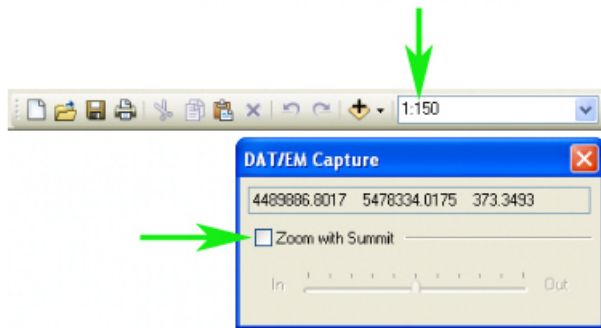 1:150
DAT/EM Capture
4489886.8017 5478334.0175 373.3493
Zoom with Summit
In Out